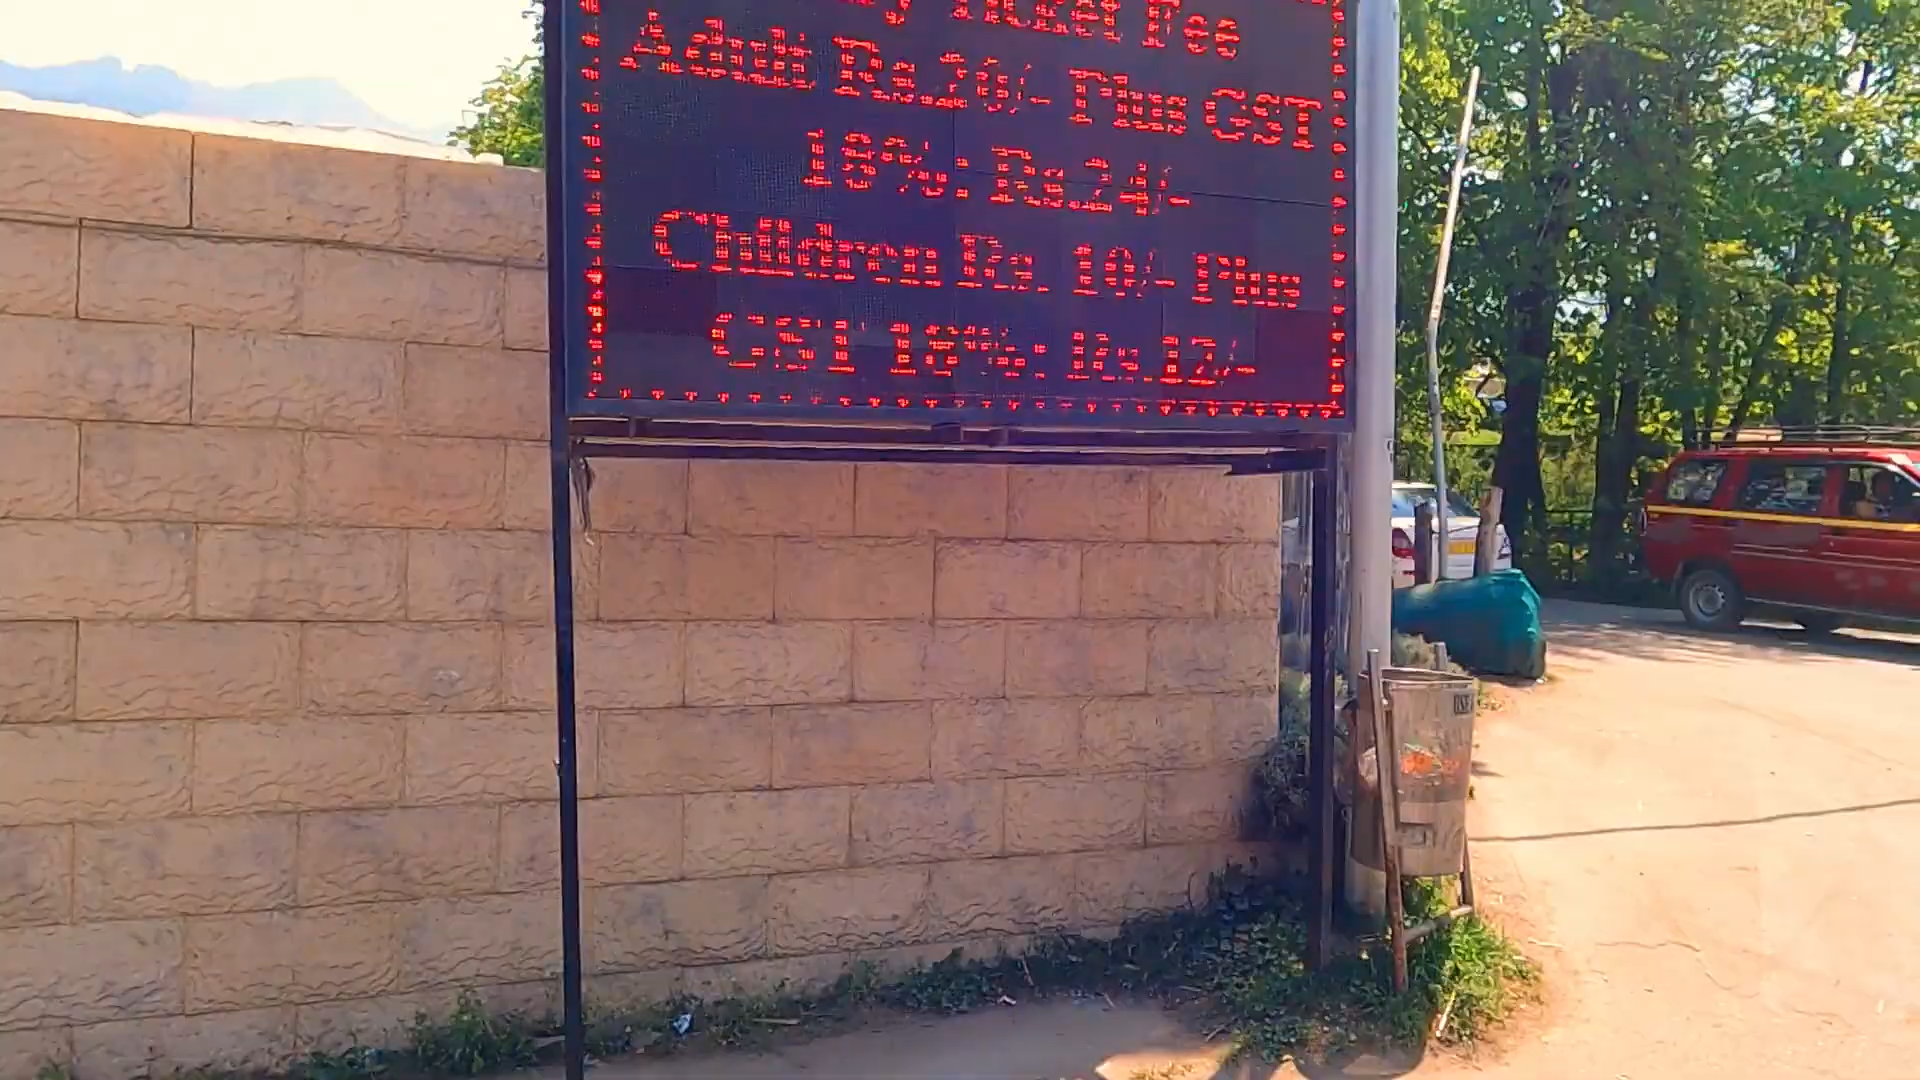 Ticket Fee
Adult Rs.20/- Plus GST
18%: Rs.24/-
Children Rs. 10/- Plus
GST 18%: Rs.12/-